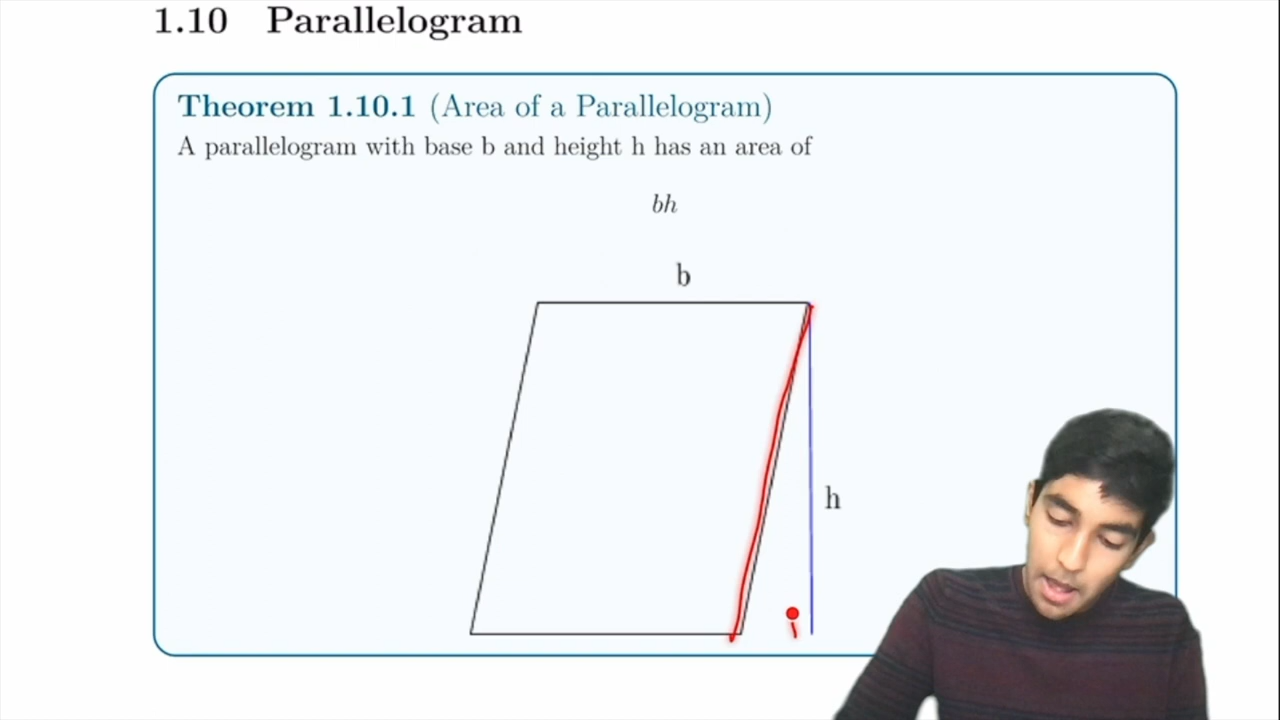 1.10 Parallelogram
Theorem 1.10.1 (Area of a Parallelogram)
A parallelogram with base b and height h has an area of
bh
b
h